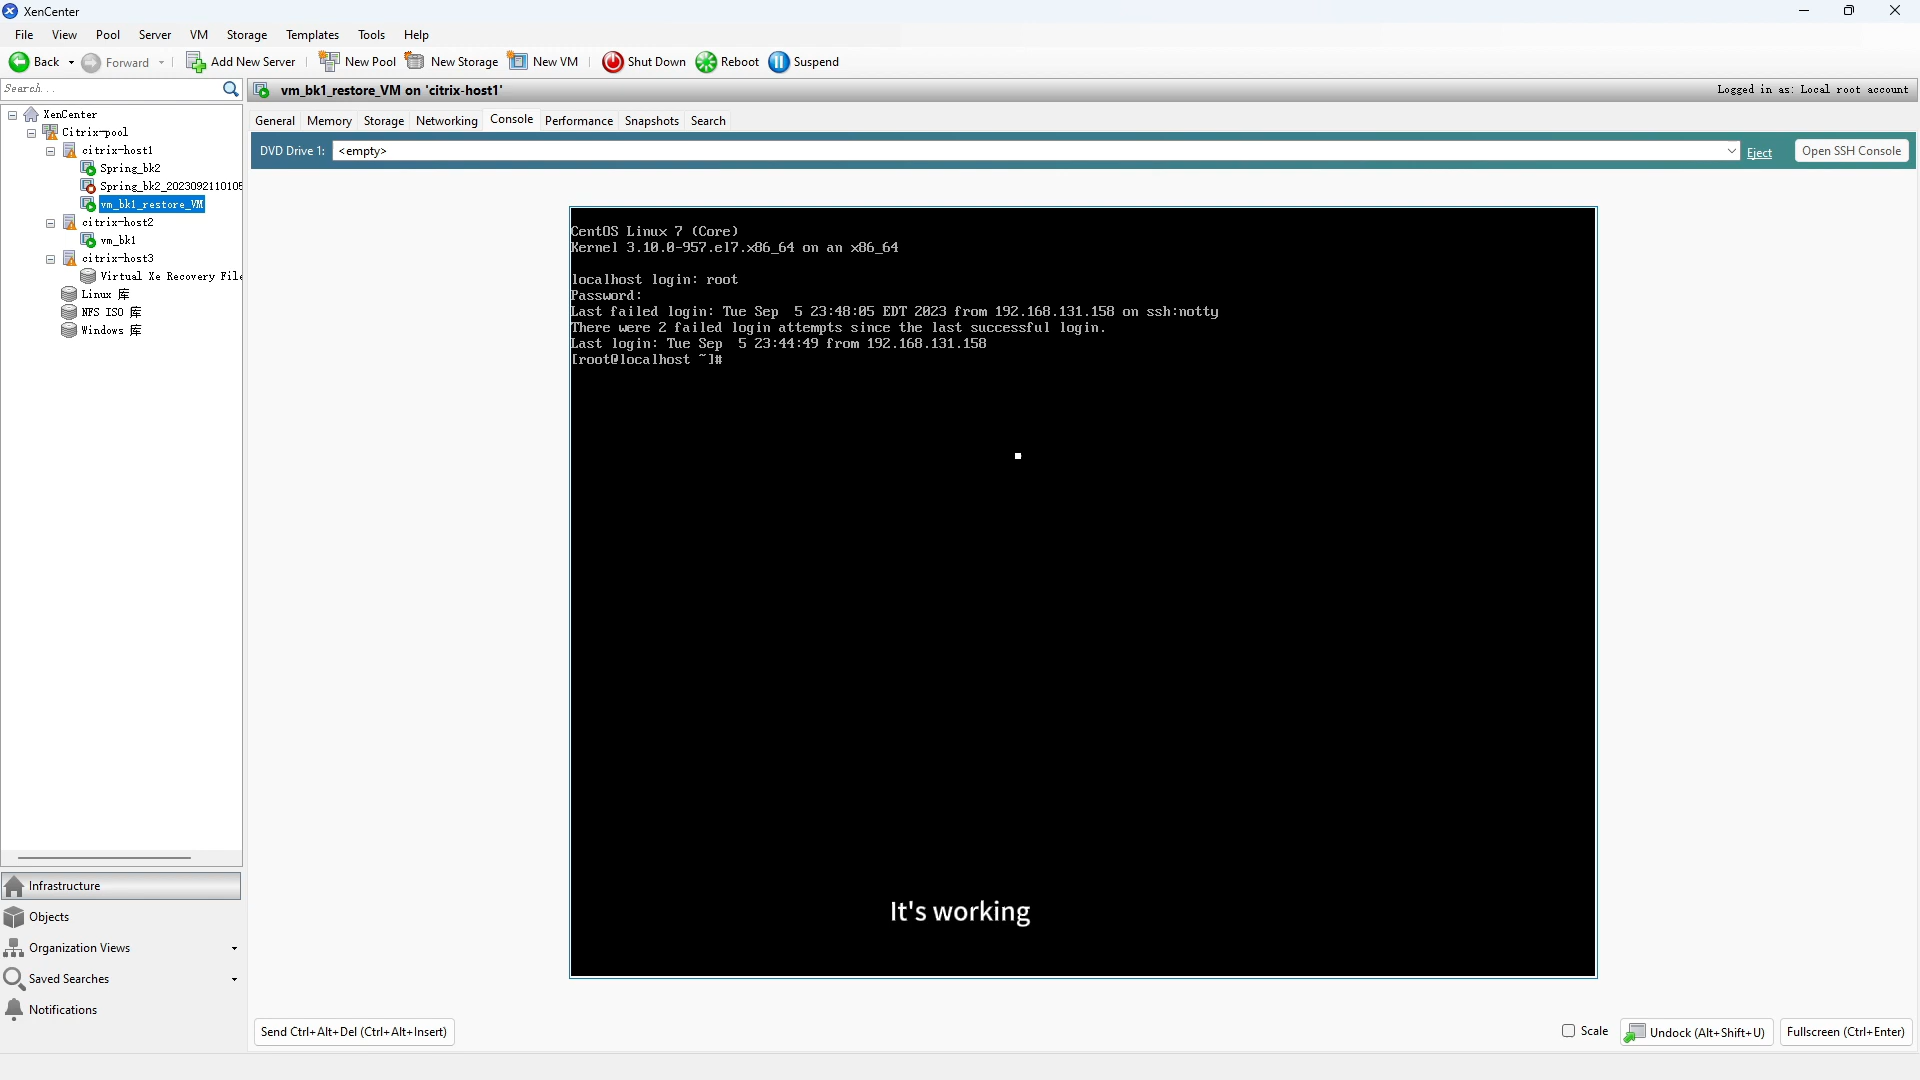 XenCenter
File View Pool Server VM Storage Templates Tools Help
Back Forward Add New Server New Pool New Storage New VM Shut Down Reboot Suspend
Search...
vm_bk1_restore_VM on 'citrix-host1'
Logged in as: Local root account
XenCenter
Citrix-pool
citrix-host1
Spring_bk2
Spring_bk2_2023092110105
vm_bk1_restore_VM
citrix-host2
vm_bk1
citrix-host3
Virtual Xe Recovery File
Linux 库
NFS ISO 库
Windows 库
Infrastructure
Objects
Organization Views
Saved Searches
Notifications
General Memory Storage Networking Console Performance Snapshots Search
DVD Drive 1: <empty> Eject Open SSH Console
CentOS Linux 7 (Core)
Kernel 3.10.0-957.el7.x86_64 on an x86_64
localhost login: root
Password:
Last failed login: Tue Sep  5 23:48:05 EDT 2023 from 192.168.131.158 on ssh:notty
There were 2 failed login attempts since the last successful login.
Last login: Tue Sep  5 23:44:49 from 192.168.131.158
[root@localhost ~]#
It's working
Send Ctrl+Alt+Del (Ctrl+Alt+Insert) Scale Undock (Alt+Shift+U) Fullscreen (Ctrl+Enter)